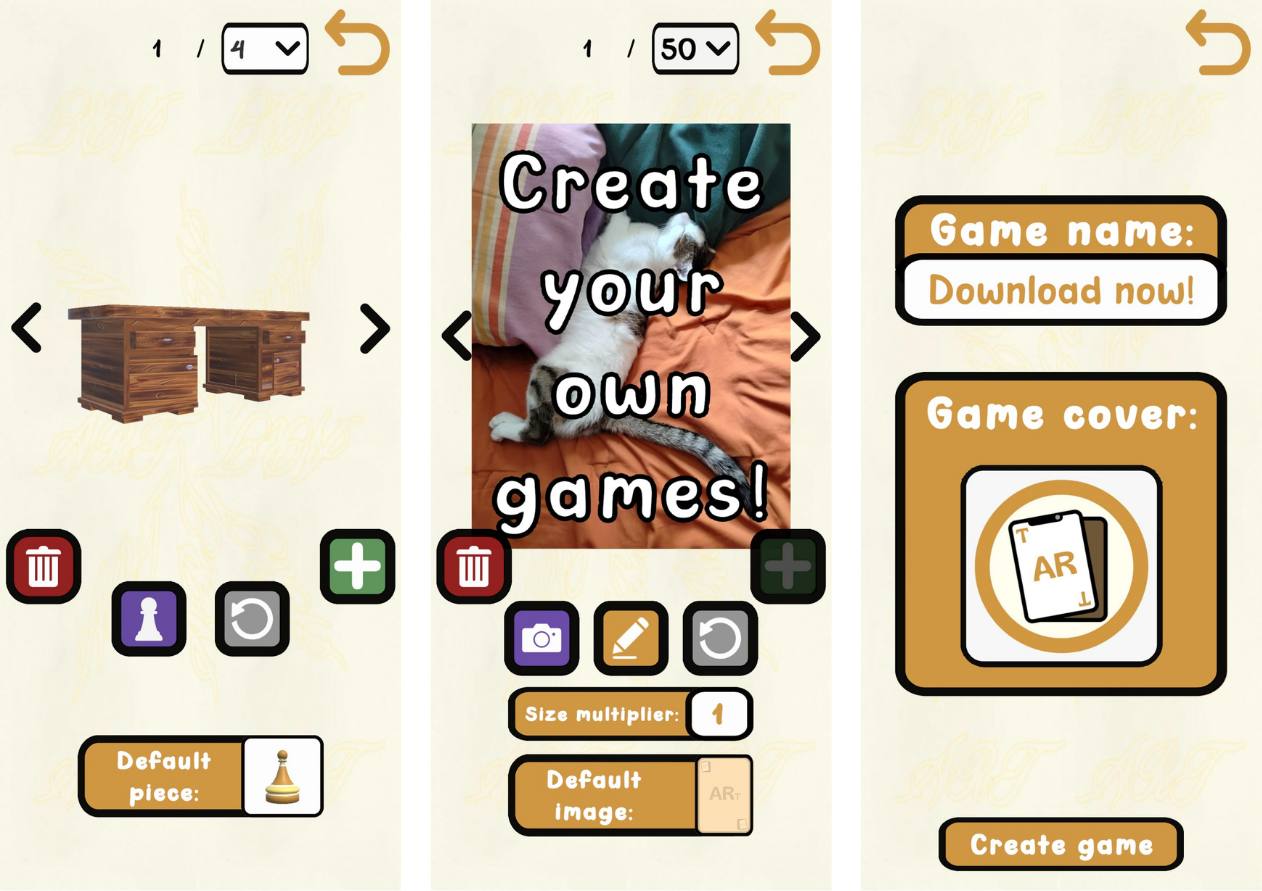 1 / 4
Default
piece:
1 / 50
Create
your
own
games!
Size multiplier: 1
Default
image:
AR
Game name:
Download now!
Game cover:
T
AR
T
Create game